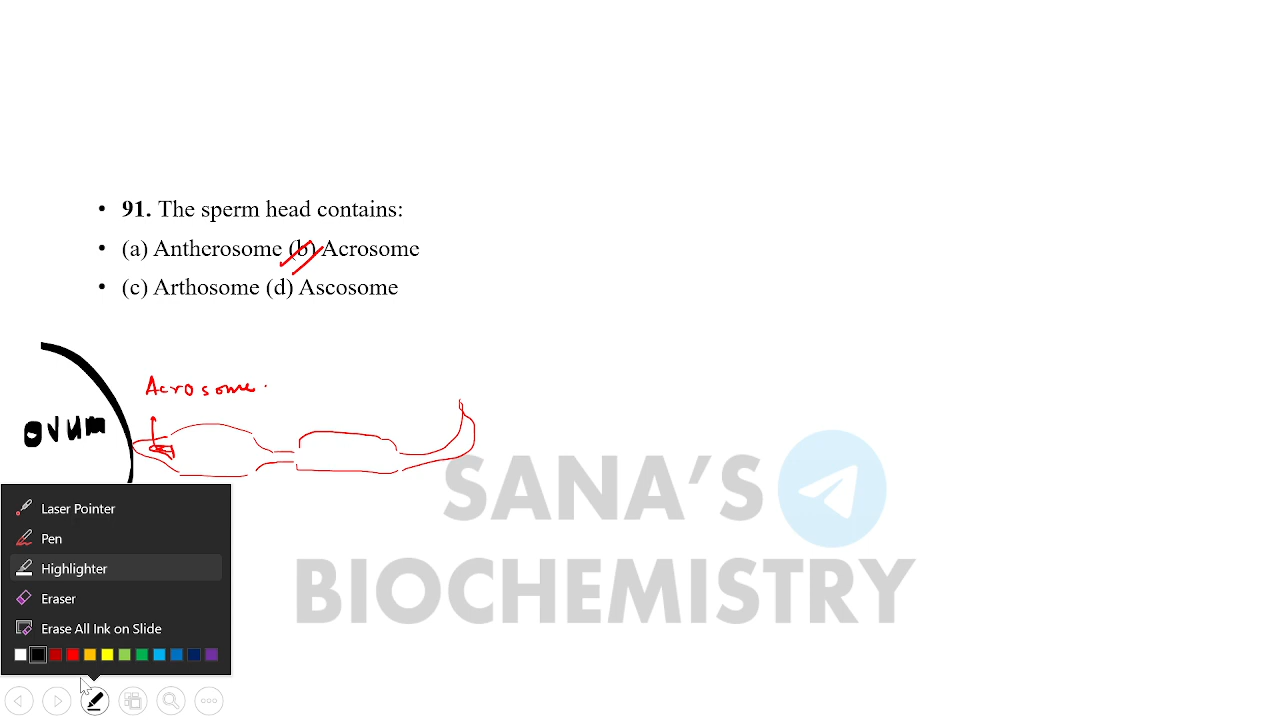 • 91. The sperm head contains:
• (a) Antherosome (b) Acrosome
• (c) Arthosome (d) Ascosome
Acrosome.
ovum
SANA'S
BIOCHEMISTRY
Laser Pointer
Pen
Highlighter
Eraser
Erase All Ink on Slide